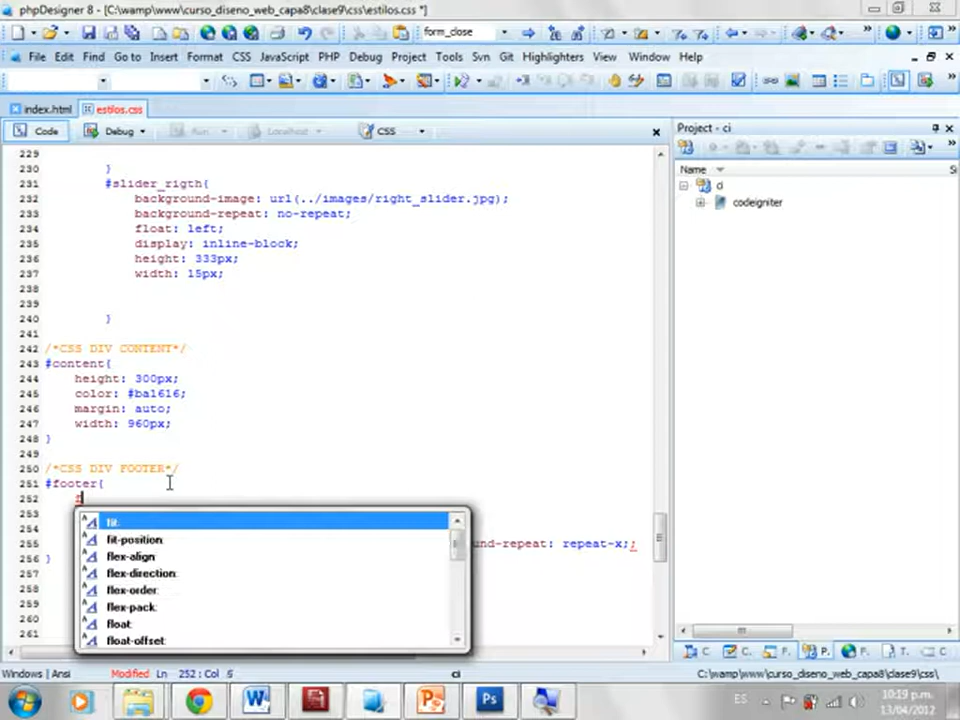 phpDesigner 8 - [C:\wamp\www\curso_diseno_web_capa8\clase9\css\estilos.css *]
form_close
File Edit Find Go to Insert Format CSS JavaScript PHP Debug Project Tools Svn Git Highlighters View Window Help
index.html estilos.css
Code Debug Run Localhost CSS
Project - ci
Name S
ci
codeigniter
229
230 }
231 #slider_rigth{
232 background-image: url(../images/right_slider.jpg);
233 background-repeat: no-repeat;
234 float: left;
235 display: inline-block;
236 height: 333px;
237 width: 15px;
238
239
240 }
241
242 /*CSS DIV CONTENT*/
243 #content{
244 height: 300px;
245 color: #ba1616;
246 margin: auto;
247 width: 960px;
248 }
249
250 /*CSS DIV FOOTER*/
251 #footer{
252 f
253
254
255 und-repeat: repeat-x;;
256 }
257
258
259
260
261
fit:
fit-position:
flex-align:
flex-direction:
flex-order:
flex-pack:
float:
float-offset:
C C. F. P. P. T. C
Windows | Ansi Modified Ln 252 : Col 5 ci C:\wamp\www\curso_diseno_web_capa8\clase9\css\
ES 10:19 p.m.
13/04/2012